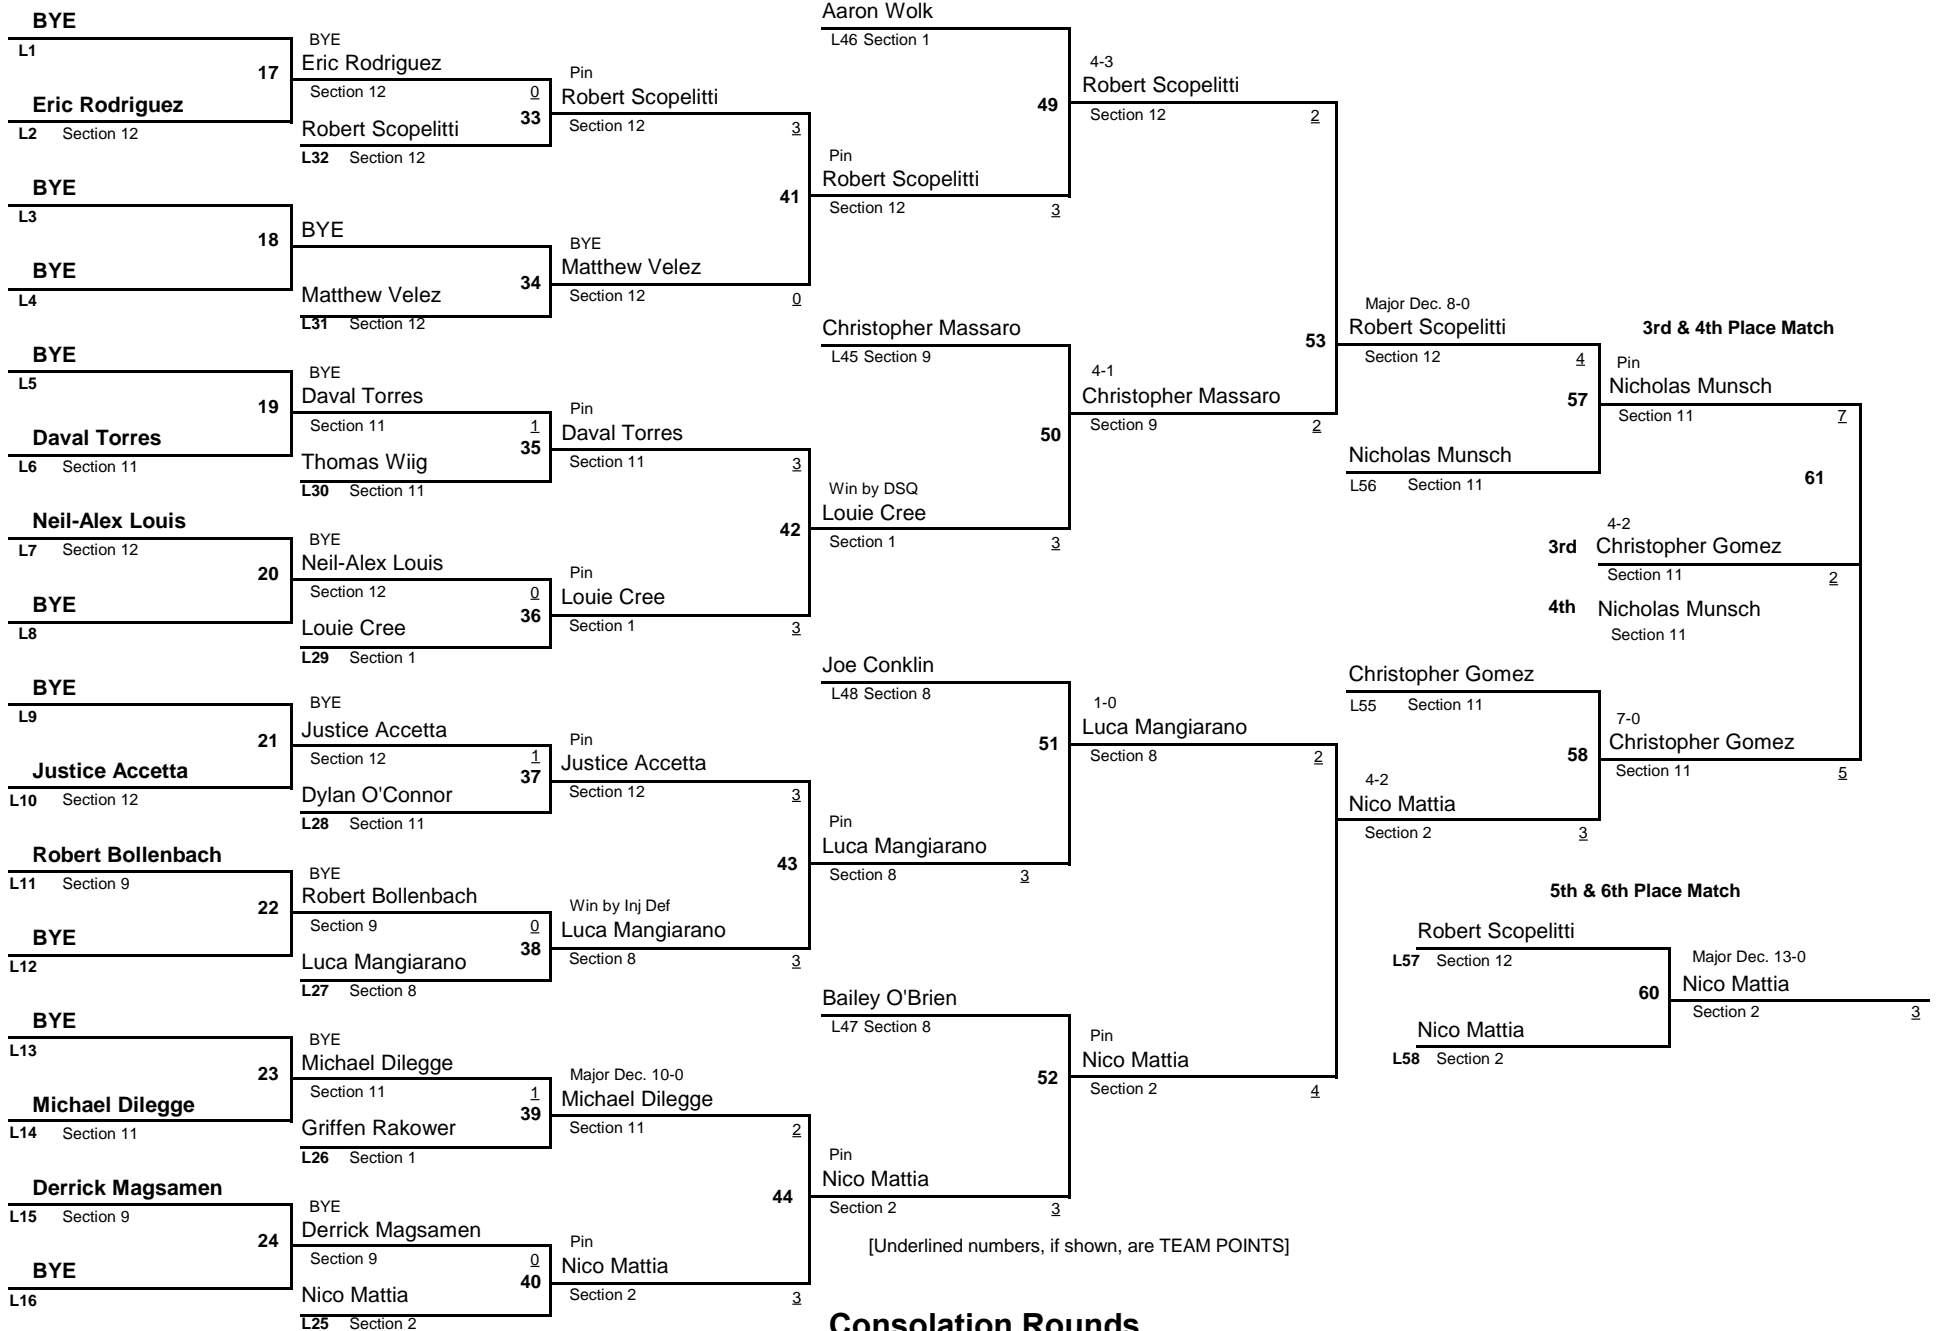 BYE
L1
17
Eric Rodriguez
L2 Section 12
BYE
L3
18
BYE
L4
BYE
L5
19
Daval Torres
L6 Section 11
Neil-Alex Louis
L7 Section 12
20
BYE
L8
BYE
L9
21
Justice Accetta
L10 Section 12
Robert Bollenbach
L11 Section 9
22
BYE
L12
BYE
L13
23
Michael Dilegge
L14 Section 11
Derrick Magsamen
L15 Section 9
24
BYE
L16
BYE
Eric Rodriguez
Section 12 0
33
Robert Scopelitti
L32 Section 12
BYE
34
Matthew Velez
L31 Section 12
BYE
Daval Torres
Section 11 1
35
Thomas Wiig
L30 Section 11
BYE
Neil-Alex Louis
Section 12 0
36
Louie Cree
L29 Section 1
BYE
Justice Accetta
Section 12 1
37
Dylan O'Connor
L28 Section 11
BYE
Robert Bollenbach
Section 9 0
38
Luca Mangiarano
L27 Section 8
BYE
Michael Dilegge
Section 11 1
39
Griffen Rakower
L26 Section 1
BYE
Derrick Magsamen
Section 9 0
40
Nico Mattia
L25 Section 2
Pin
Robert Scopelitti
Section 12 3
41
BYE
Matthew Velez
Section 12 0
Pin
Daval Torres
Section 11 3
42
Pin
Louie Cree
Section 1 3
Pin
Justice Accetta
Section 12 3
43
Win by Inj Def
Luca Mangiarano
Section 8 3
Major Dec. 10-0
Michael Dilegge
Section 11 2
44
Pin
Nico Mattia
Section 2 3
Aaron Wolk
L46 Section 1
49
Pin
Robert Scopelitti
Section 12 3
Christopher Massaro
L45 Section 9
50
Win by DSQ
Louie Cree
Section 1 3
Joe Conklin
L48 Section 8
51
Pin
Luca Mangiarano
Section 8 3
Bailey O'Brien
L47 Section 8
52
Pin
Nico Mattia
Section 2 3
4-3
Robert Scopelitti
Section 12 2
53
4-1
Christopher Massaro
Section 9 2
1-0
Luca Mangiarano
Section 8 2
Pin
Nico Mattia
Section 2 4
Major Dec. 8-0
Robert Scopelitti
Section 12 4
57
Nicholas Munsch
L56 Section 11
Christopher Gomez
L55 Section 11
58
4-2
Nico Mattia
Section 2 3
3rd & 4th Place Match
Pin
Nicholas Munsch
Section 11 7
61
4-2
3rd Christopher Gomez
Section 11 2
4th Nicholas Munsch
Section 11
7-0
Christopher Gomez
Section 11 5
5th & 6th Place Match
Robert Scopelitti
L57 Section 12
60
Nico Mattia
L58 Section 2
Major Dec. 13-0
Nico Mattia
Section 2 3
[Underlined numbers, if shown, are TEAM POINTS]
Consolation Rounds